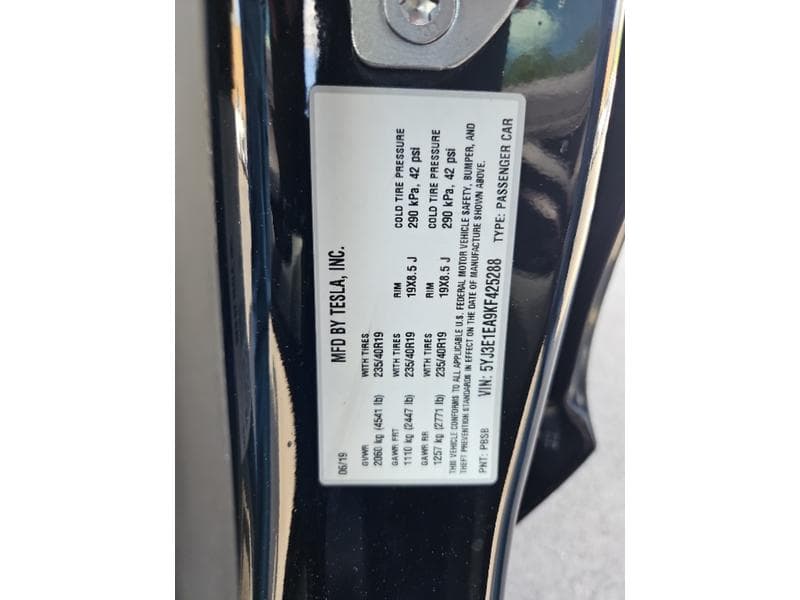 MFD BY TESLA, INC.
06/19
GVWR WITH TIRES
2060 kg (4541 lb) 235/40R19
GAWR FRT WITH TIRES RIM COLD TIRE PRESSURE
1110 kg (2447 lb) 235/40R19 19X8.5 J 290 kPa, 42 psi
GAWR RR WITH TIRES RIM COLD TIRE PRESSURE
1257 kg (2771 lb) 235/40R19 19X8.5 J 290 kPa, 42 psi
THIS VEHICLE CONFORMS TO ALL APPLICABLE U.S. FEDERAL MOTOR VEHICLE SAFETY, BUMPER, AND
THEFT PREVENTION STANDARDS IN EFFECT ON THE DATE OF MANUFACTURE SHOWN ABOVE.
PNT: PBSB VIN: 5YJ3E1EA9KF425288 TYPE: PASSENGER CAR